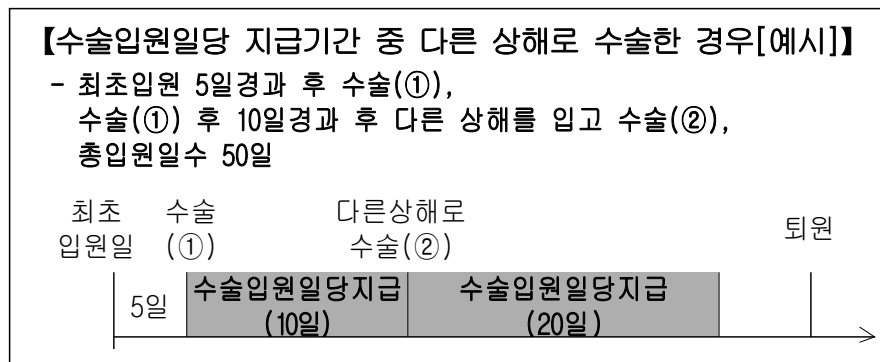 【수술입원일당 지급기간 중 다른 상해로 수술한 경우[예시]】
- 최초입원 5일경과 후 수술(①),
수술(①) 후 10일경과 후 다른 상해를 입고 수술(②),
총입원일수 50일
최초 수술 다른상해로
입원일 (①) 수술(②) 퇴원
5일 수술입원일당지급 수술입원일당지급
(10일) (20일)